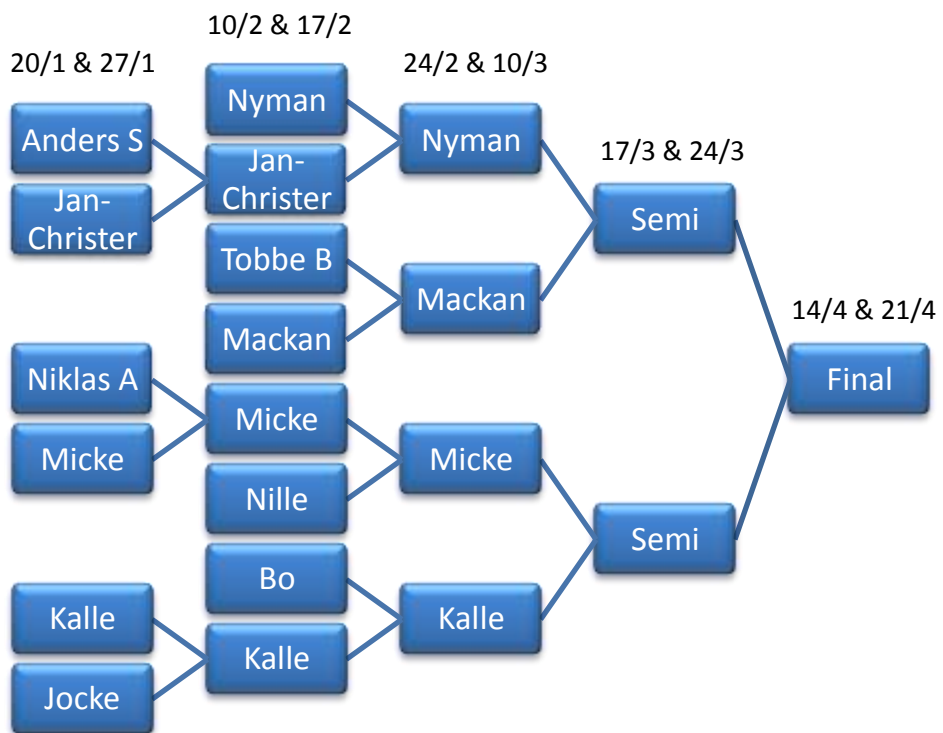 20/1 & 27/1
Anders S
Jan-
Christer
Niklas A
Micke
Kalle
Jocke
10/2 & 17/2
Nyman
Jan-
Christer
Tobbe B
Mackan
Micke
Nille
Bo
Kalle
24/2 & 10/3
Nyman
Mackan
Micke
Kalle
17/3 & 24/3
Semi
Semi
14/4 & 21/4
Final